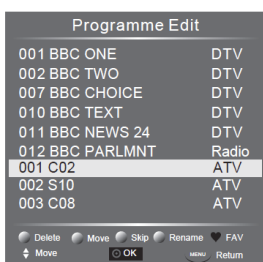 Programme Edit
001 BBC ONE DTV
002 BBC TWO DTV
007 BBC CHOICE DTV
010 BBC TEXT DTV
011 BBC NEWS 24 DTV
012 BBC PARLMNT Radio
001 C02 ATV
002 S10 ATV
003 C08 ATV
Delete Move Skip Rename FAV
Move OK MENU Return